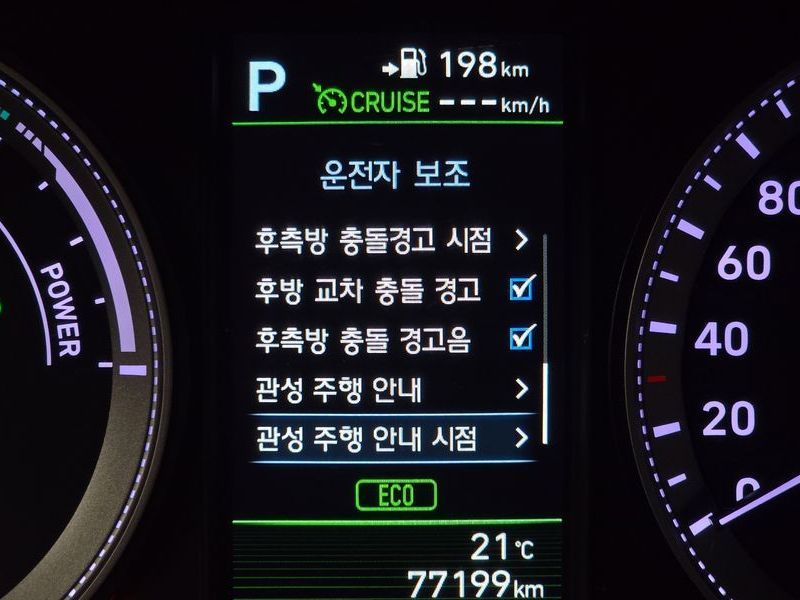 P
198km
CRUISE ---km/h
운전자 보조
후측방 충돌경고 시점 >
후방 교차 충돌 경고
후측방 충돌 경고음
관성 주행 안내 >
관성 주행 안내 시점 >
ECO
21℃
77199km
POWER
80
60
40
20
0